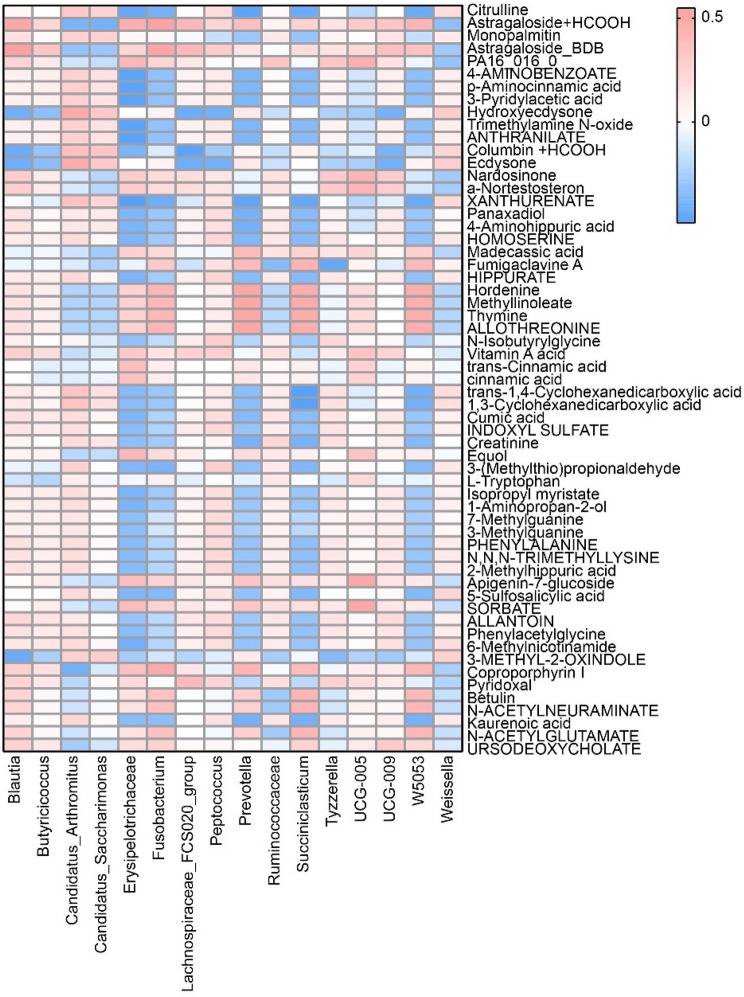 Citrulline
Astragaloside+HCOOH
Monopalmitin
Astragaloside_BDB
PA16_016_0
4-AMINOBENZOATE
p-Aminocinnamic acid
3-Pyridylacetic acid
Hydroxyecdysone
Trimethylamine N-oxide
ANTHRANILATE
Columbin +HCOOH
Ecdysone
Nardosinone
a-Nortestosteron
XANTHURENATE
Panaxadiol
4-Aminohippuric acid
HOMOSERINE
Madecassic acid
Fumigaclavine A
HIPPURATE
Hordenine
Methyllinoleate
Thymine
ALLOTHREONINE
N-Isobutyrylglycine
Vitamin A acid
trans-Cinnamic acid
cinnamic acid
trans-1,4-Cyclohexanedicarboxylic acid
1,3-Cyclohexanedicarboxylic acid
Cumic acid
INDOXYL SULFATE
Creatinine
Equol
3-(Methylthio)propionaldehyde
L-Tryptophan
Isopropyl myristate
1-Aminopropan-2-ol
7-Methylguanine
3-Methylguanine
PHENYLALANINE
N,N,N-TRIMETHYLLYSINE
2-Methylhippuric acid
Apigenin-7-glucoside
5-Sulfosalicylic acid
SORBATE
ALLANTOIN
Phenylacetylglycine
6-Methylnicotinamide
3-METHYL-2-OXINDOLE
Coproporphyrin I
Pyridoxal
Betulin
N-ACETYLNEURAMINATE
Kaurenoic acid
N-ACETYLGLUTAMATE
URSODEOXYCHOLATE
0.5
0
Blautia
Butyricicoccus
Candidatus_Arthromitus
Candidatus_Saccharimonas
Erysipelotrichaceae
Fusobacterium
Lachnospiraceae_FCS020_group
Peptococcus
Prevotella
Ruminococcaceae
Succiniclasticum
Tyzzerella
UCG-005
UCG-009
W5053
Weissella